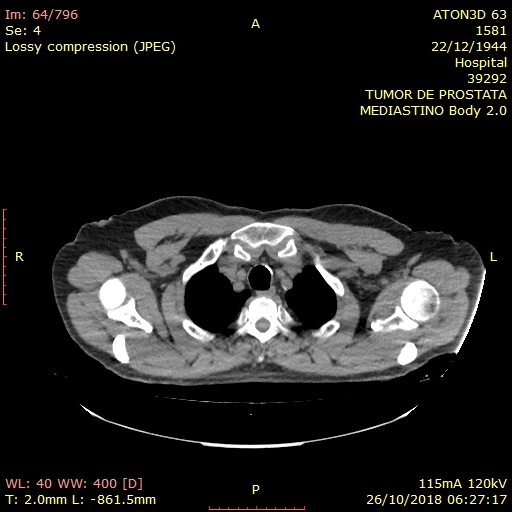 Im: 64/796
Se: 4
Lossy compression (JPEG)
A
ATON3D 63
1581
22/12/1944
Hospital
39292
TUMOR DE PROSTATA
MEDIASTINO Body 2.0
R
L
WL: 40 WW: 400 [D]
T: 2.0mm L: -861.5mm
P
115mA 120kV
26/10/2018 06:27:17